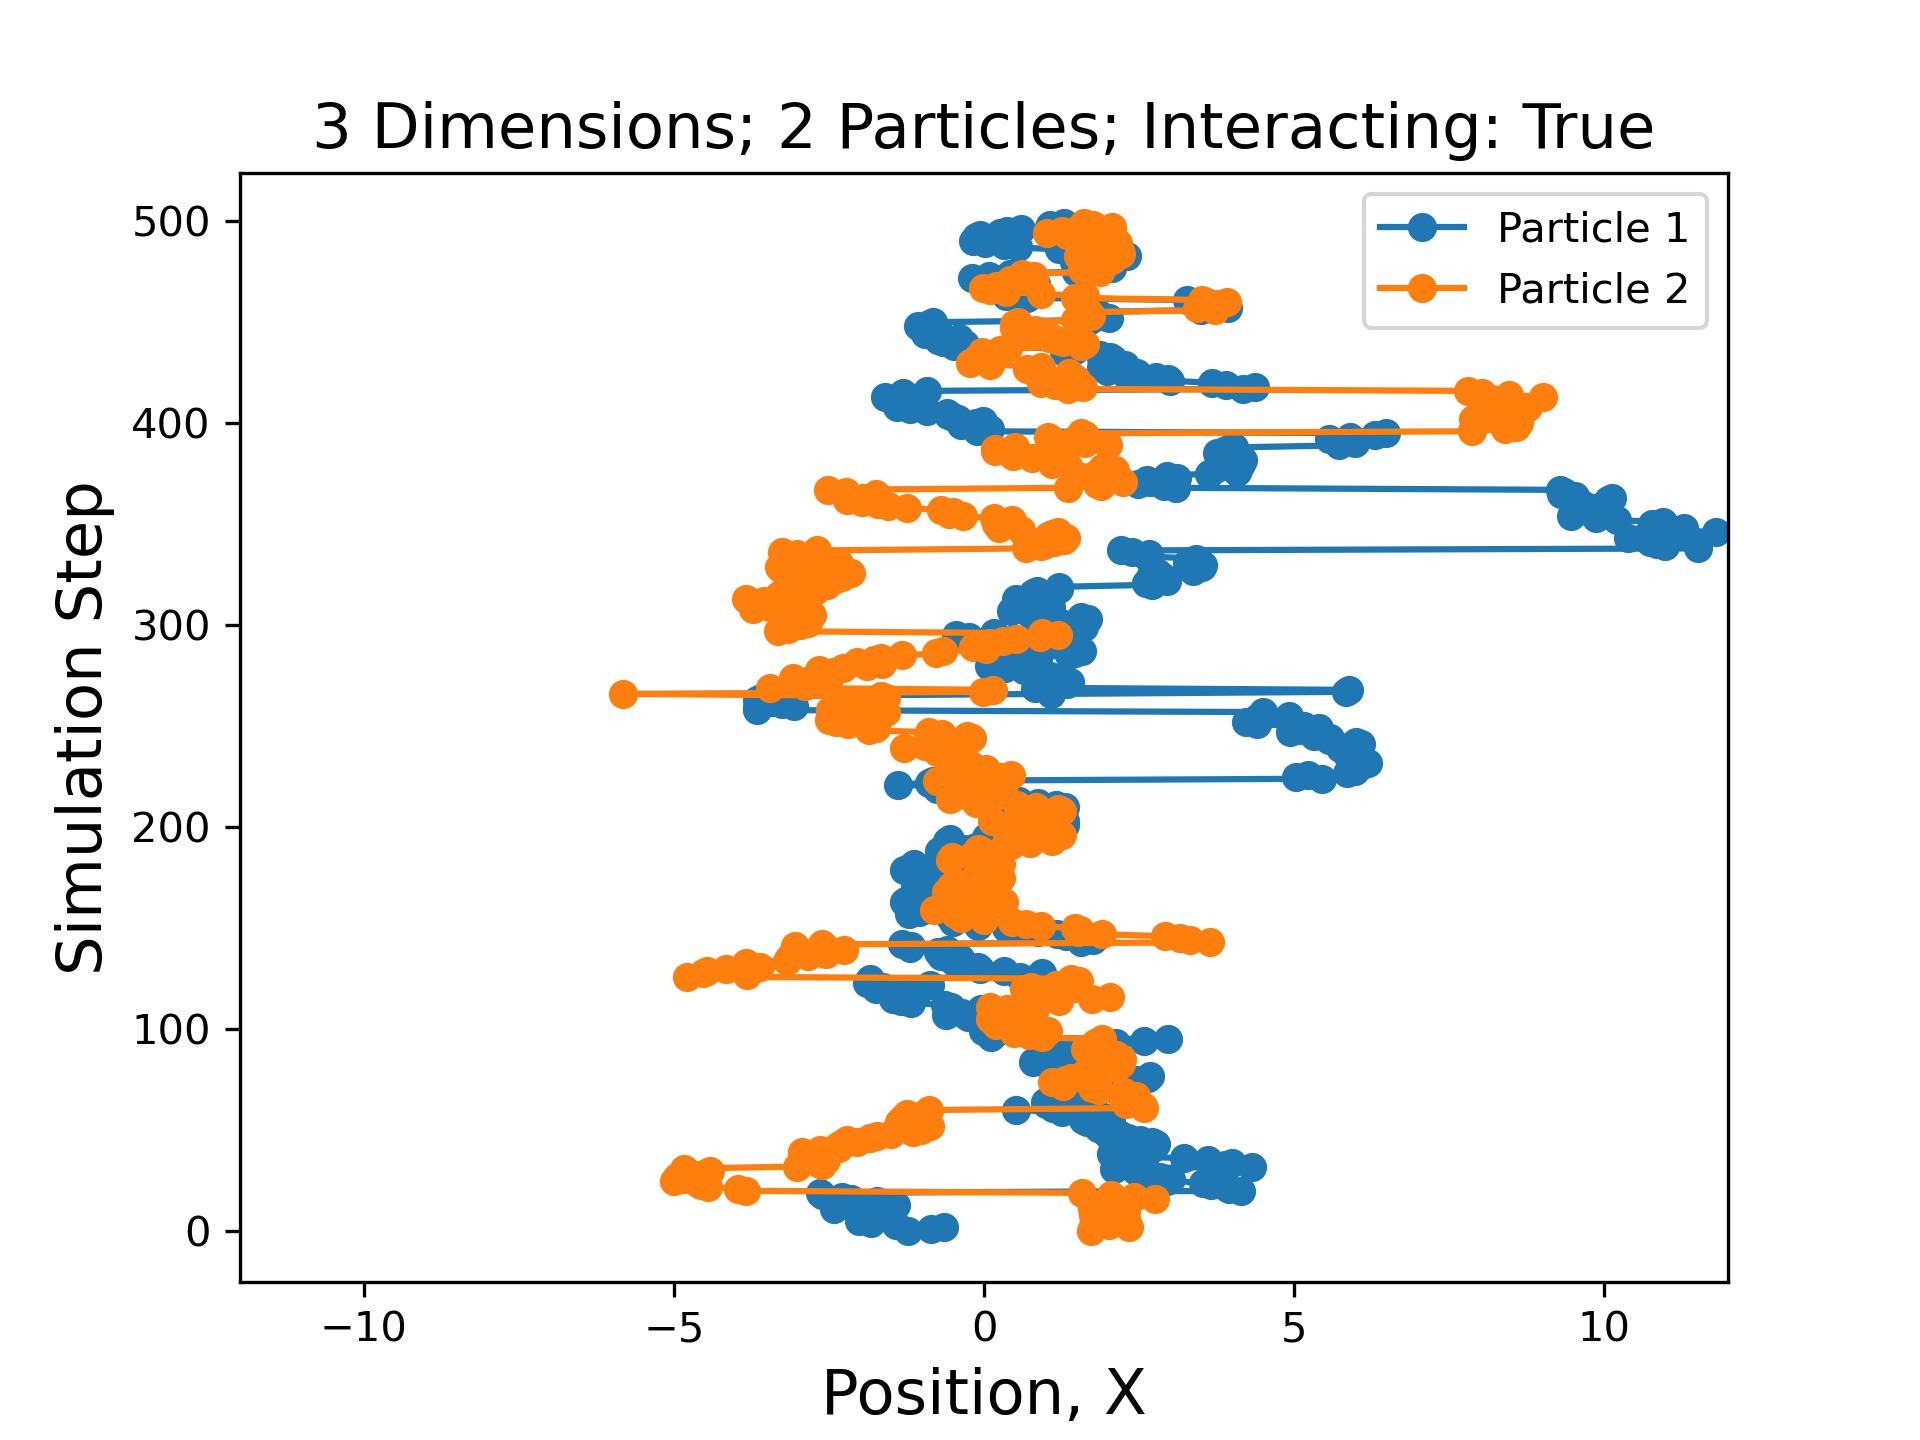 3 Dimensions; 2 Particles; Interacting: True
Particle 1
Particle 2
500
400
300
200
100
0
Simulation Step
−10
−5
0
5
10
Position, X